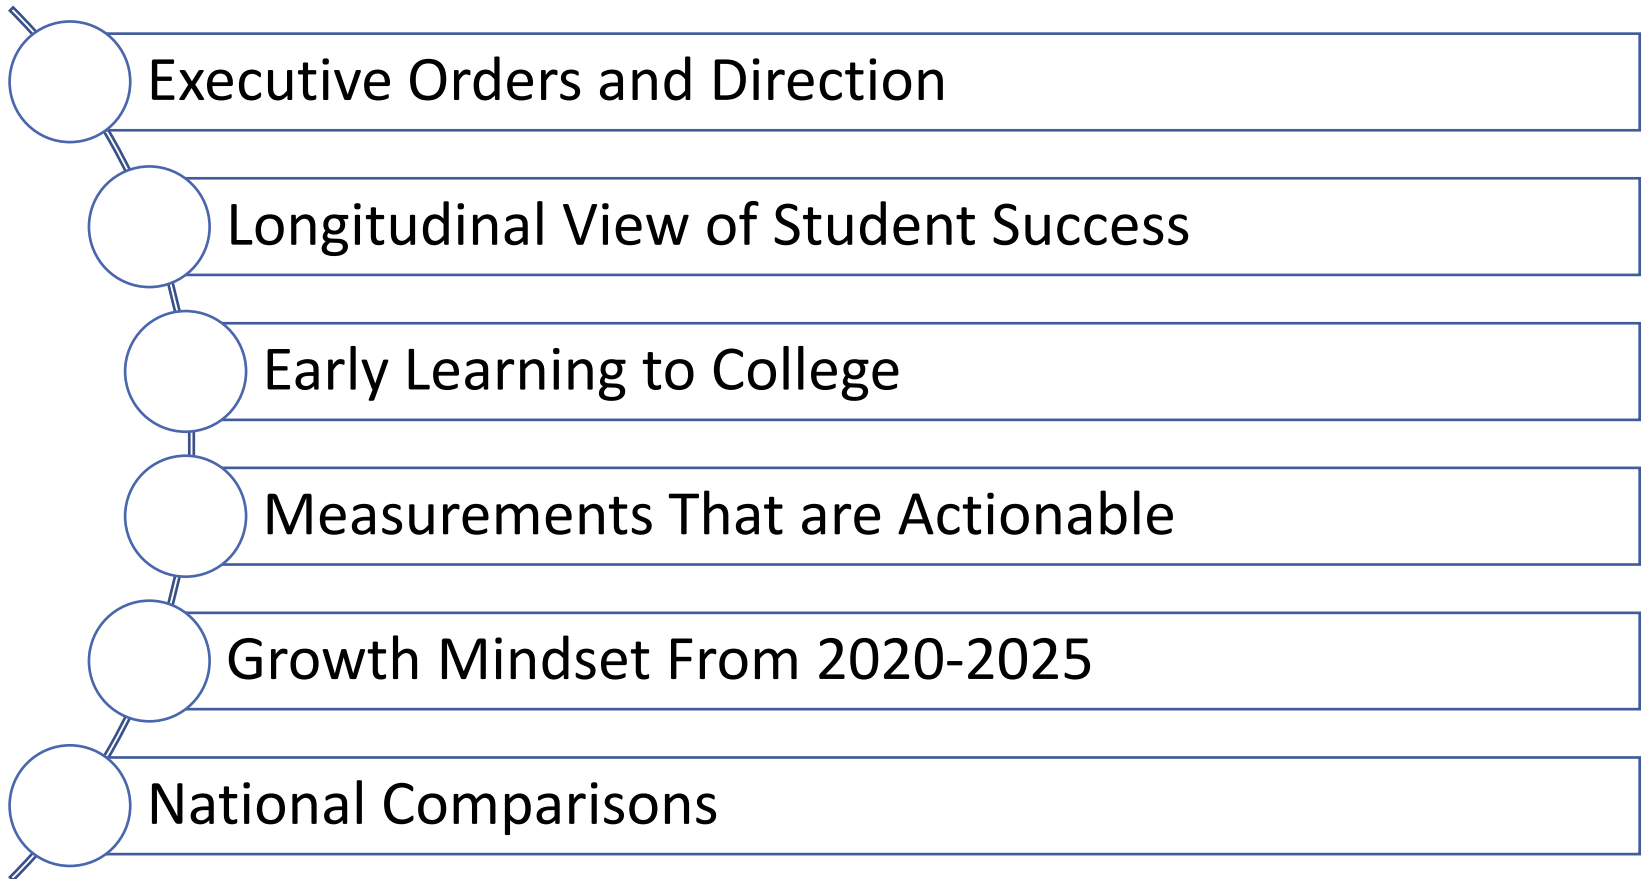 Executive Orders and Direction
Longitudinal View of Student Success
Early Learning to College
Measurements That are Actionable
Growth Mindset From 2020-2025
National Comparisons